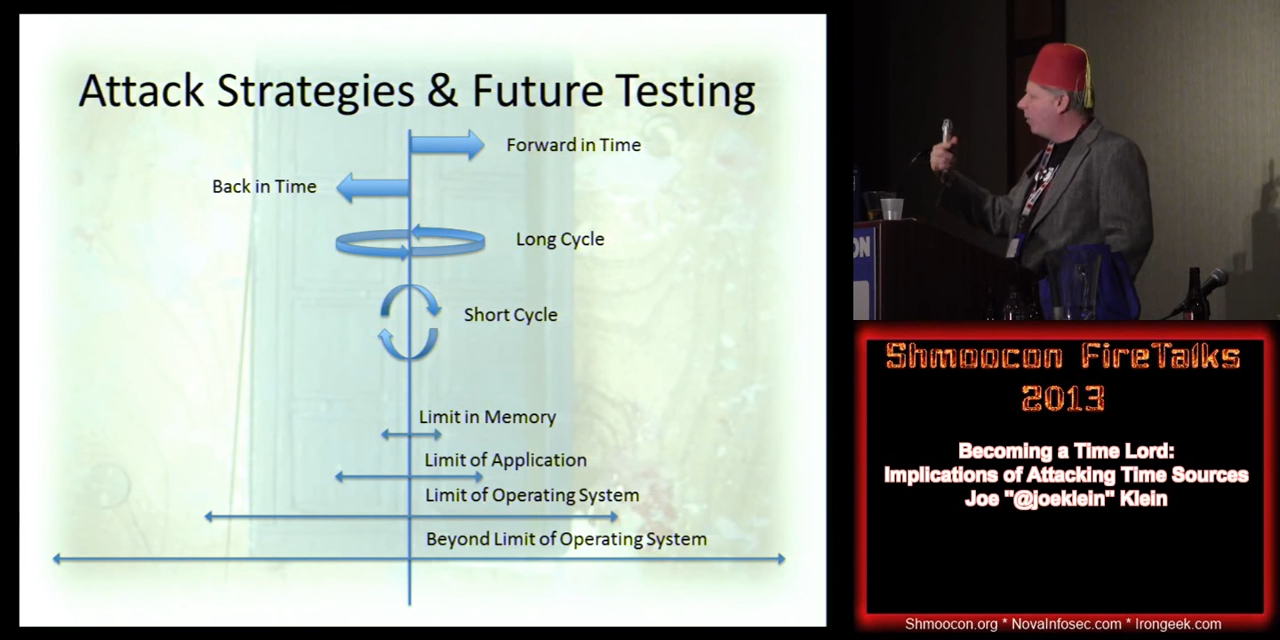 Attack Strategies & Future Testing
Forward in Time
Back in Time
Long Cycle
Short Cycle
Limit in Memory
Limit of Application
Limit of Operating System
Beyond Limit of Operating System
ON
Shmoocon FireTalks
2013
Becoming a Time Lord:
Implications of Attacking Time Sources
Joe "@joeklein" Klein
Shmoocon.org * NovaInfosec.com * Irongeek.com